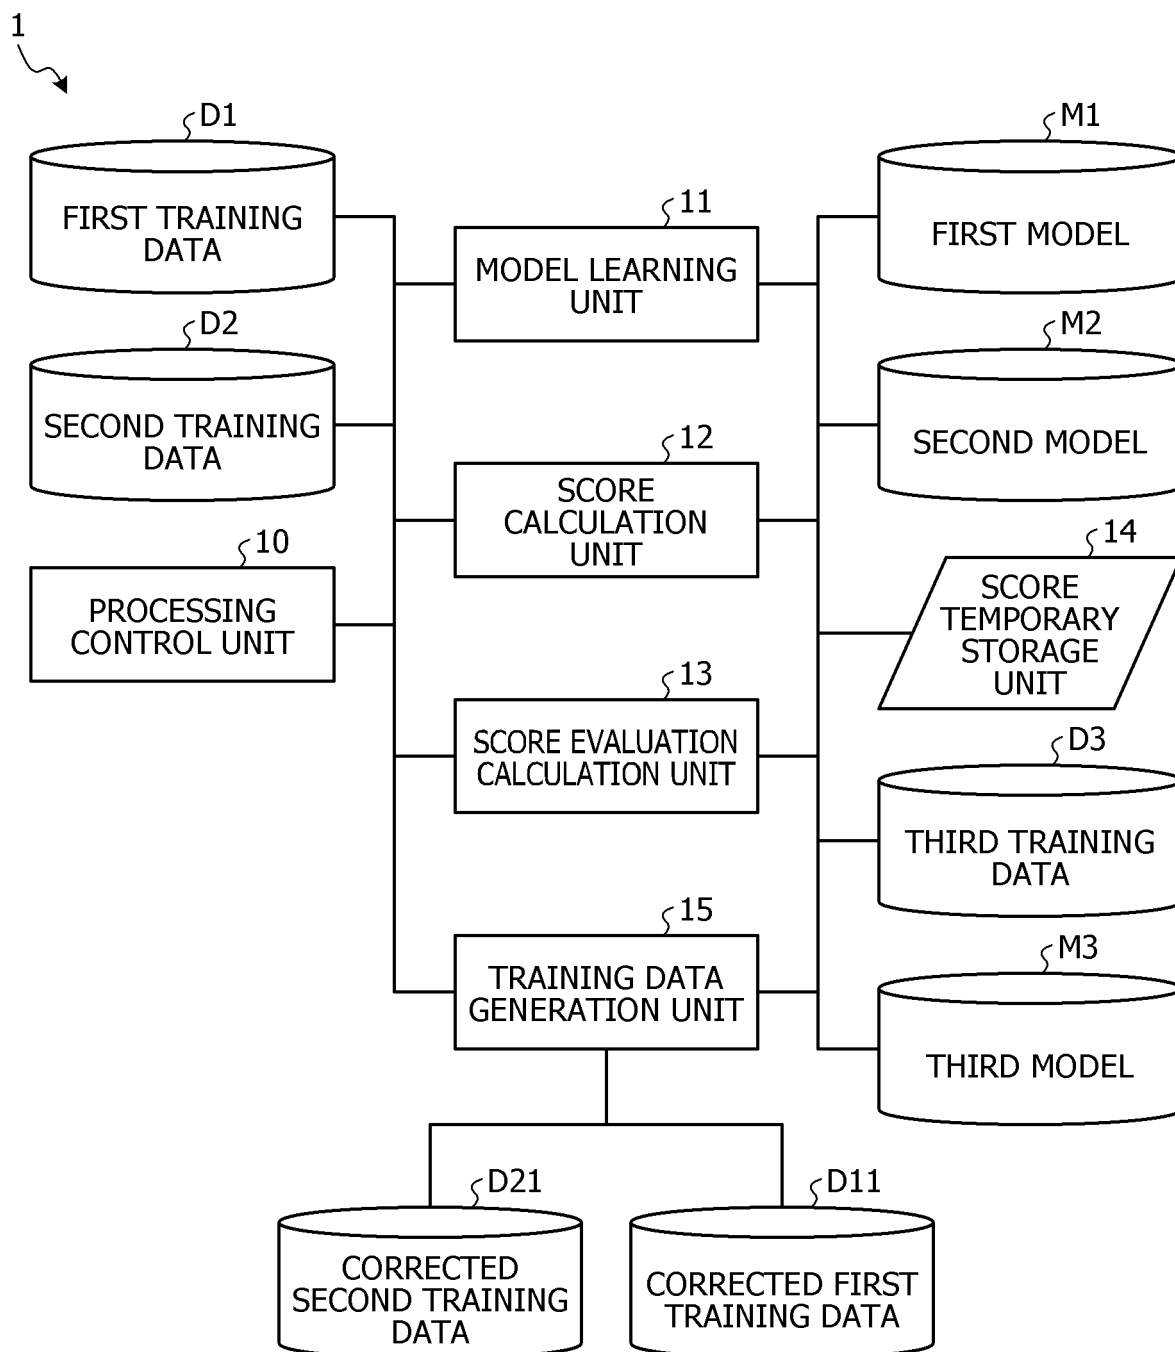 1
D1
FIRST TRAINING
DATA
D2
SECOND TRAINING
DATA
10
PROCESSING
CONTROL UNIT
11
MODEL LEARNING
UNIT
12
SCORE
CALCULATION
UNIT
13
SCORE EVALUATION
CALCULATION UNIT
15
TRAINING DATA
GENERATION UNIT
M1
FIRST MODEL
M2
SECOND MODEL
14
SCORE
TEMPORARY
STORAGE
UNIT
D3
THIRD TRAINING
DATA
M3
THIRD MODEL
D21
CORRECTED
SECOND TRAINING
DATA
D11
CORRECTED FIRST
TRAINING DATA